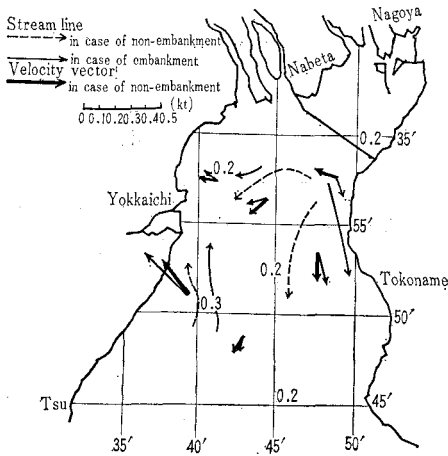 Stream line
in case of non-embankment
in case of embankment
Velocity vector
in case of non-embankment
(kt)
0 0.1 0.2 0.3 0.4 0.5
Nagoya
Nabeta
0.2
35′
0.2
Yokkaichi
55′
0.2
Tokoname
0.3
50′
Tsu
0.2
45′
35′
40′
45′
50′